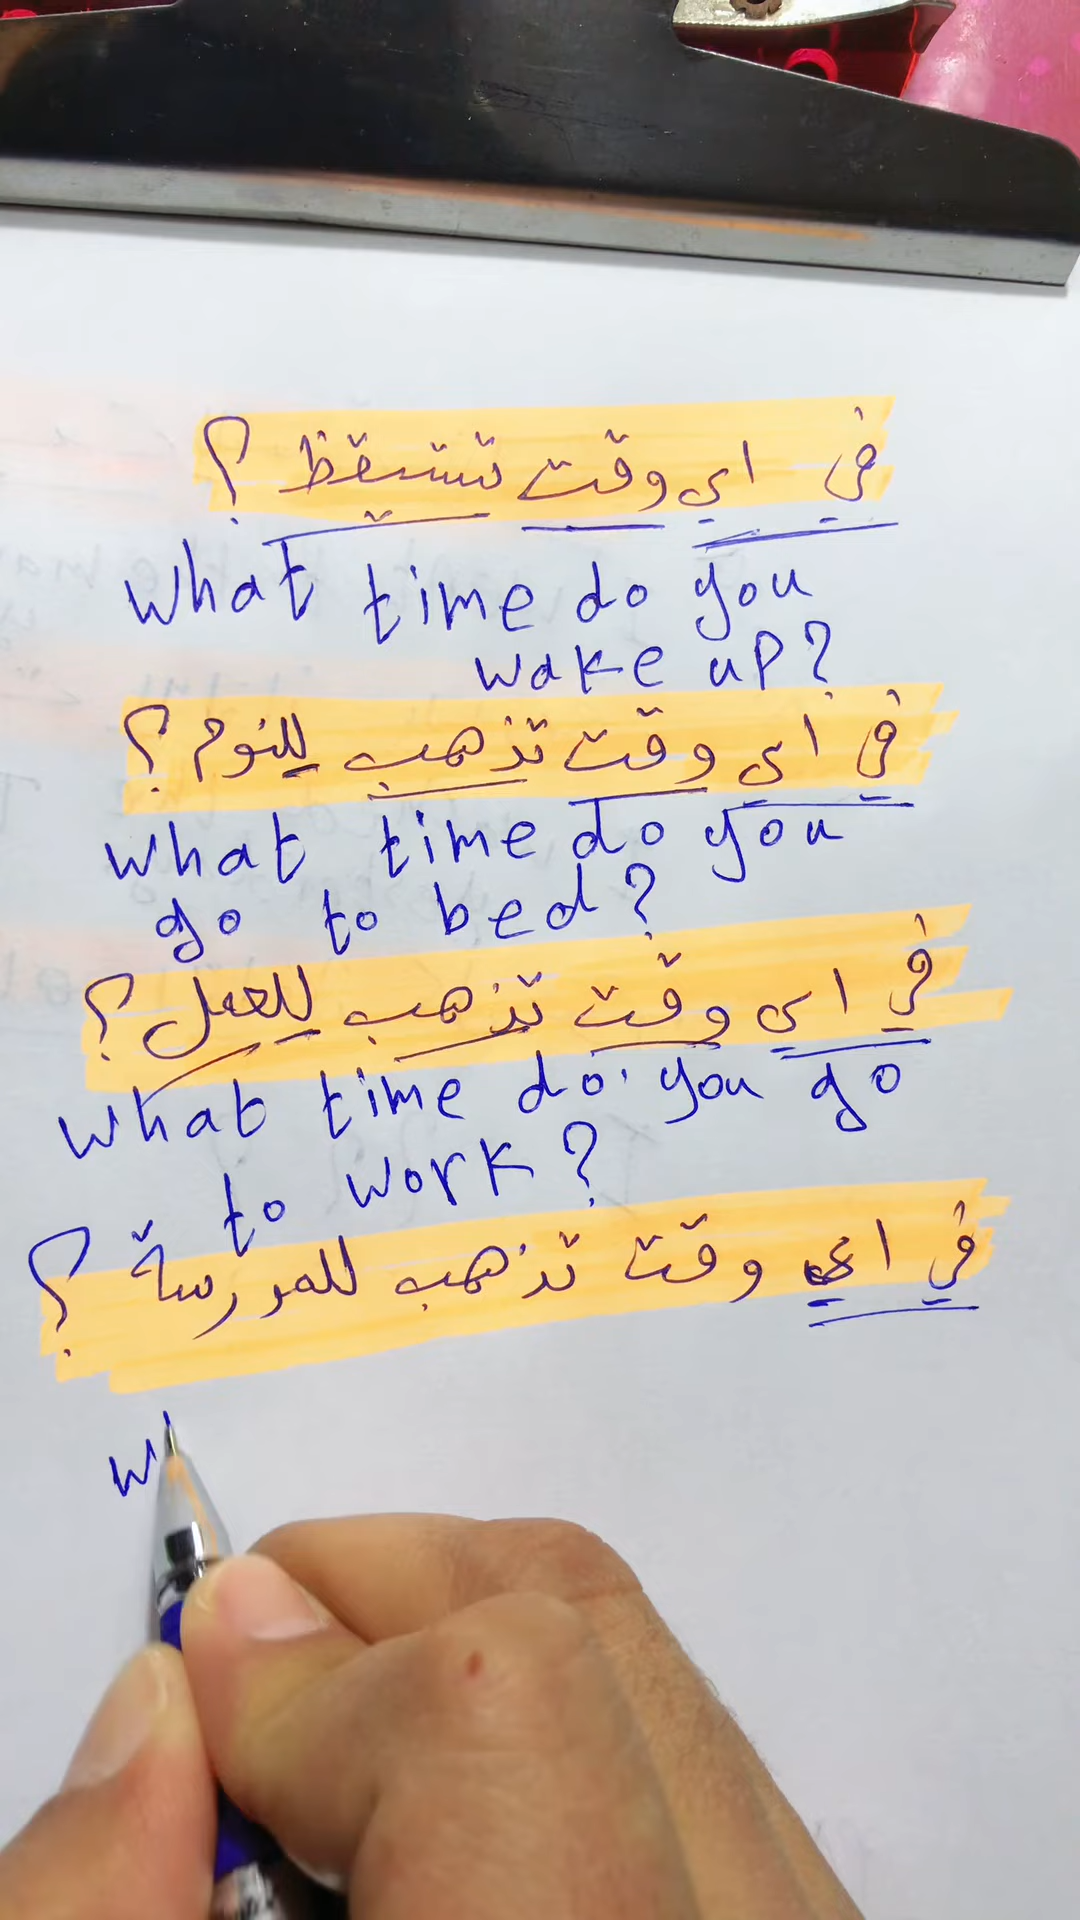 في اي وقت تستيقظ ؟
What time do you
wake up?
في اي وقت تذهب للنوم ؟
What time do you
go to bed?
في اي وقت تذهب للعمل ؟
What time do you go
to work?
في اي وقت تذهب للمدرسة ؟
w